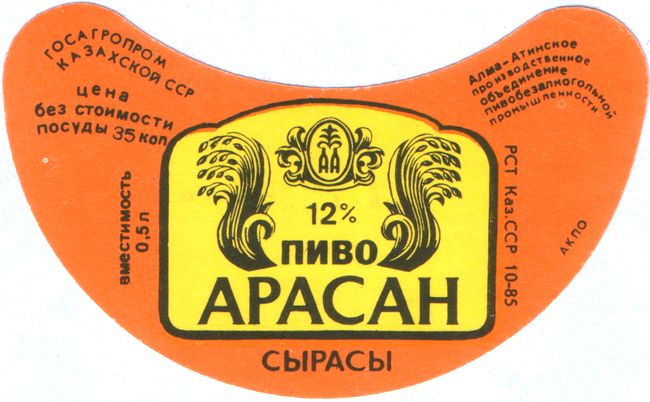 ГОСАГРОПРОМ
КАЗАХСКОЙ ССР
цена
без стоимости
посуды 35 коп
вместимость
0,5 л
АА
12%
ПИВО
АРАСАН
СЫРАСЫ
Алма-Атинское
производственное
объединение
пивобезалкогольной
промышленности
РСТ Каз.ССР 10-85
АКПО